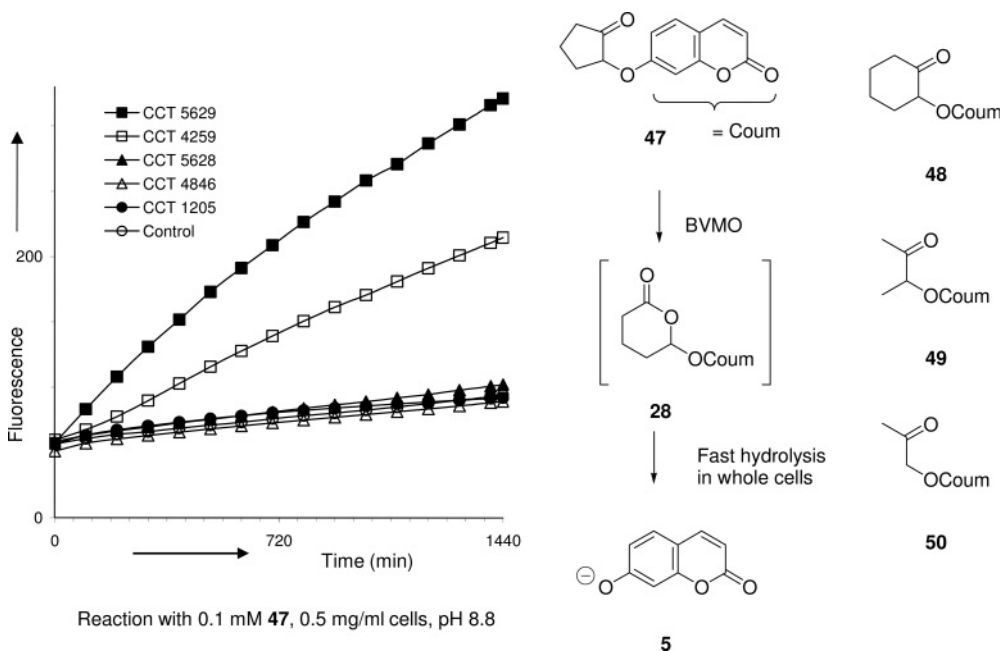 CCT 5629
CCT 4259
CCT 5628
CCT 4846
CCT 1205
Control
Fluorescence
200
0
0
720
1440
Time (min)
Reaction with 0.1 mM 47, 0.5 mg/ml cells, pH 8.8
O
O
O
O
47
= Coum
BVMO
O
O
OCoum
28
Fast hydrolysis
in whole cells
⊖
O
O
O
5
O
OCoum
48
O
OCoum
49
O
OCoum
50